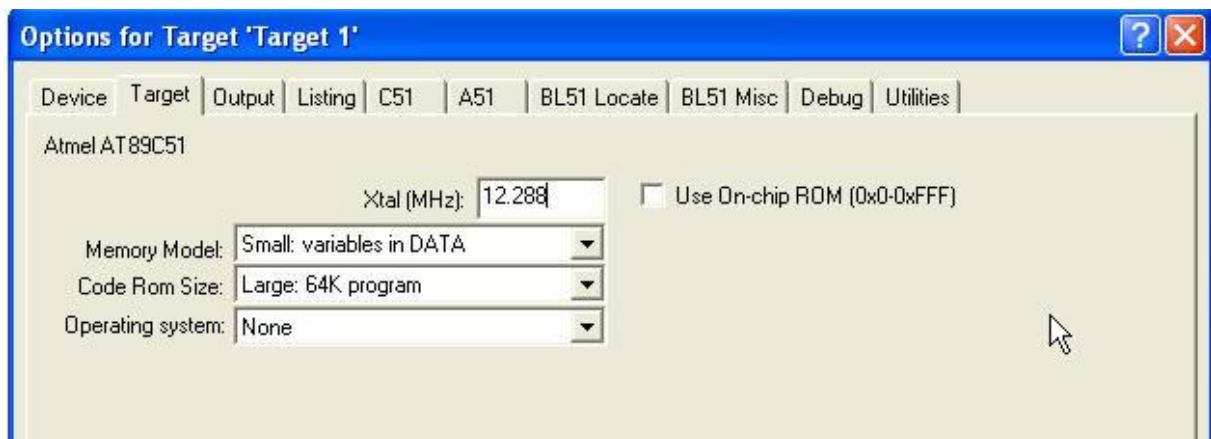 Options for Target 'Target 1'
Device Target Output Listing C51 A51 BL51 Locate BL51 Misc Debug Utilities
Atmel AT89C51
Xtal (MHz): 12.288 Use On-chip ROM (0x0-0xFFF)
Memory Model: Small: variables in DATA
Code Rom Size: Large: 64K program
Operating system: None